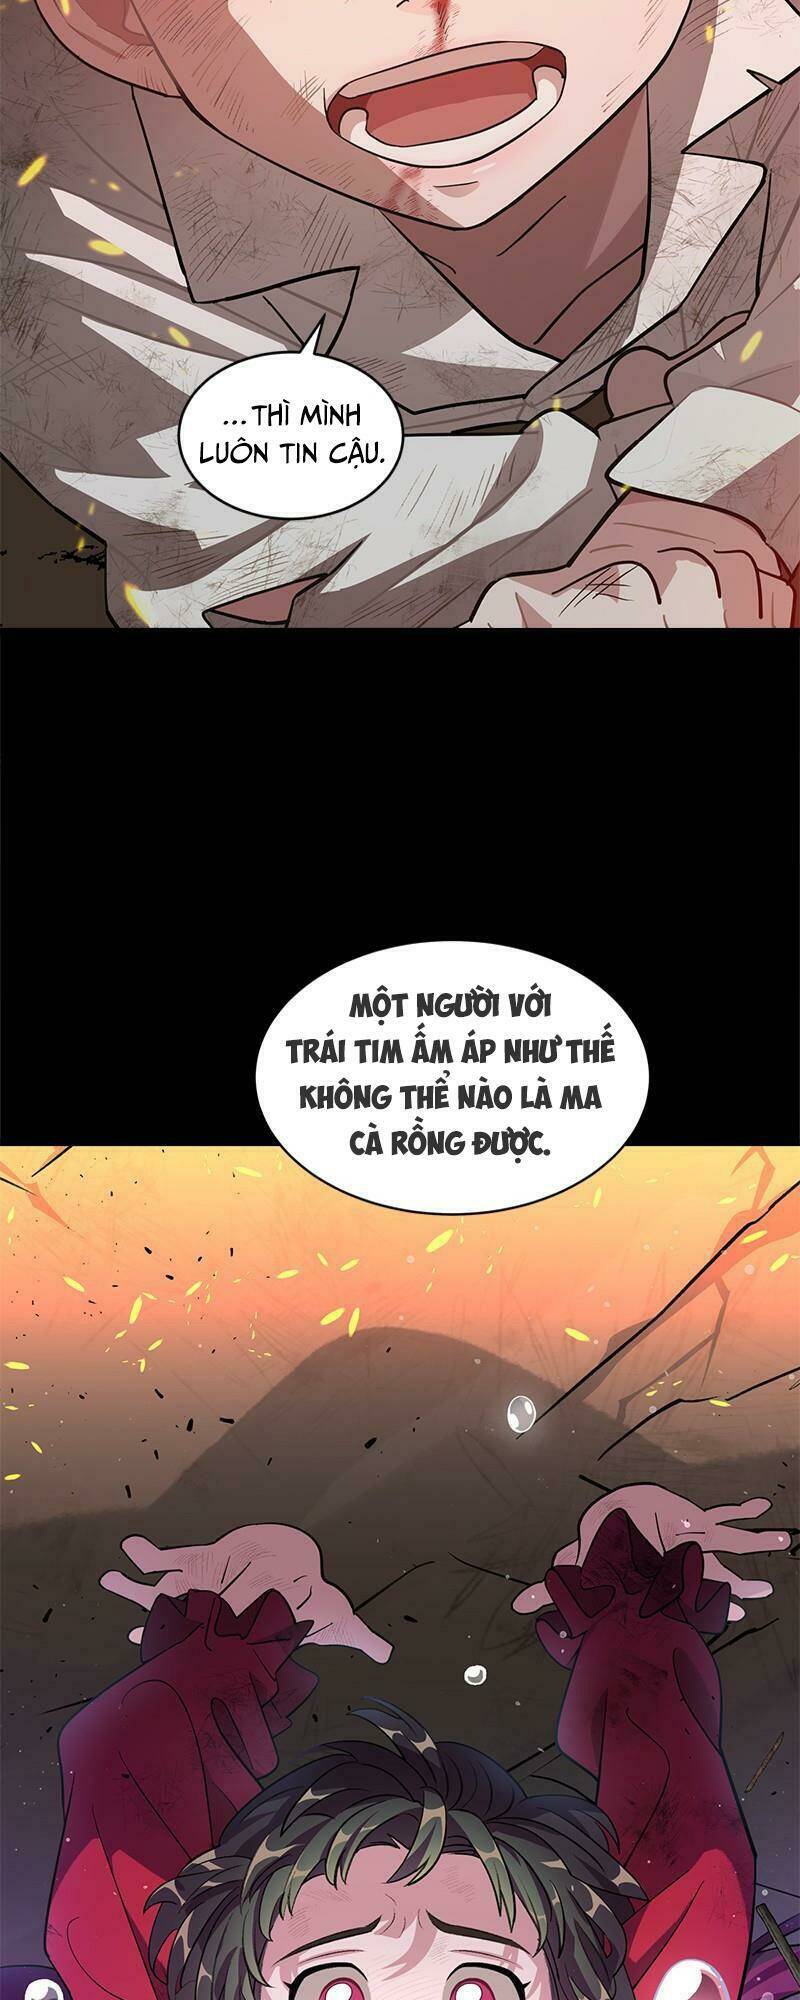 ...THÌ MÌNH
LUÔN TIN CẬU.
MỘT NGƯỜI VỚI
TRÁI TIM ẤM ÁP NHƯ THẾ
KHÔNG THỂ NÀO LÀ MA
CÀ RỒNG ĐƯỢC.